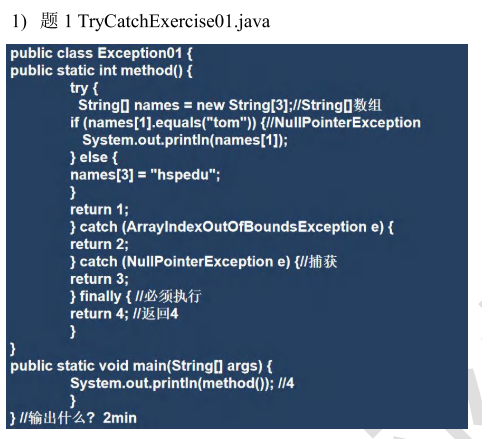 1) 题 1 TryCatchExercise01.java
public class Exception01 {
public static int method() {
try {
String[] names = new String[3];//String[]数组
if (names[1].equals("tom")) {//NullPointerException
System.out.println(names[1]);
} else {
names[3] = "hspedu";
}
return 1;
} catch (ArrayIndexOutOfBoundsException e) {
return 2;
} catch (NullPointerException e) {//捕获
return 3;
} finally { //必须执行
return 4; //返回4
}
}
public static void main(String[] args) {
System.out.println(method()); //4
}
} //输出什么? 2min